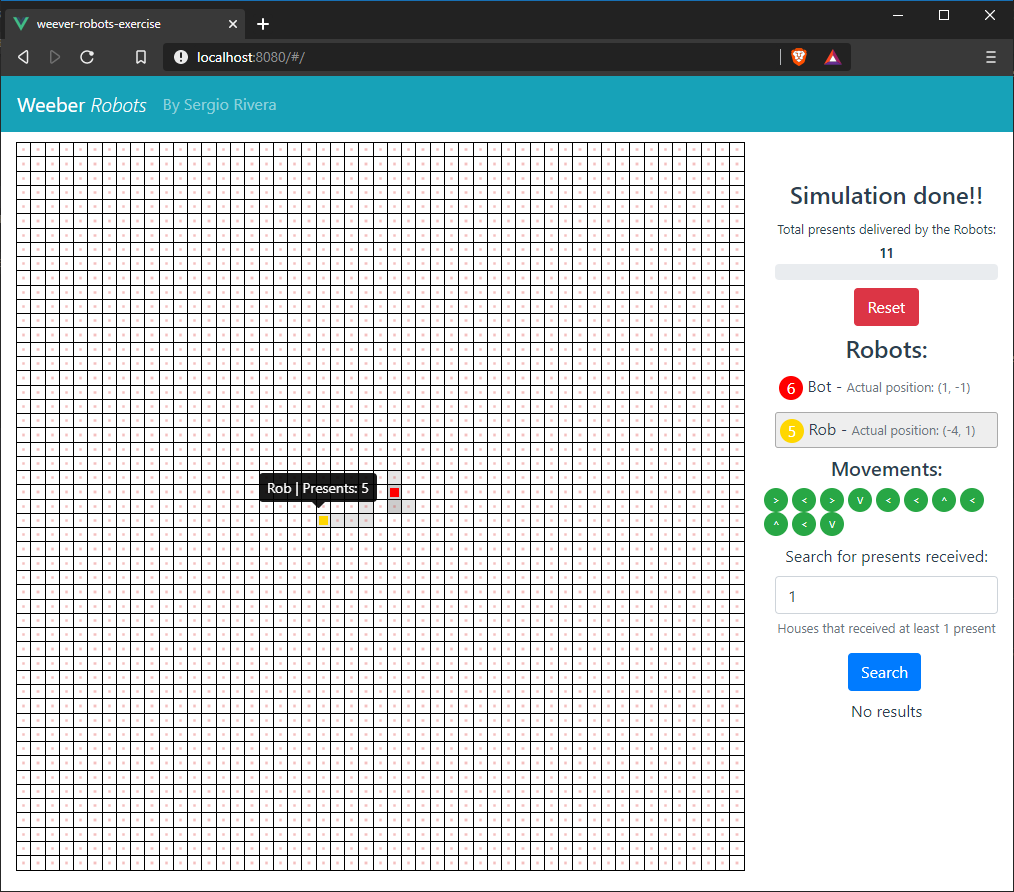 weever-robots-exercise
localhost:8080/#/
Weeber Robots By Sergio Rivera
Rob | Presents: 5
Simulation done!!
Total presents delivered by the Robots:
11
Reset
Robots:
6 Bot - Actual position: (1, -1)
5 Rob - Actual position: (-4, 1)
Movements:
> < > v < < ^ <
^ < v
Search for presents received:
1
Houses that received at least 1 present
Search
No results